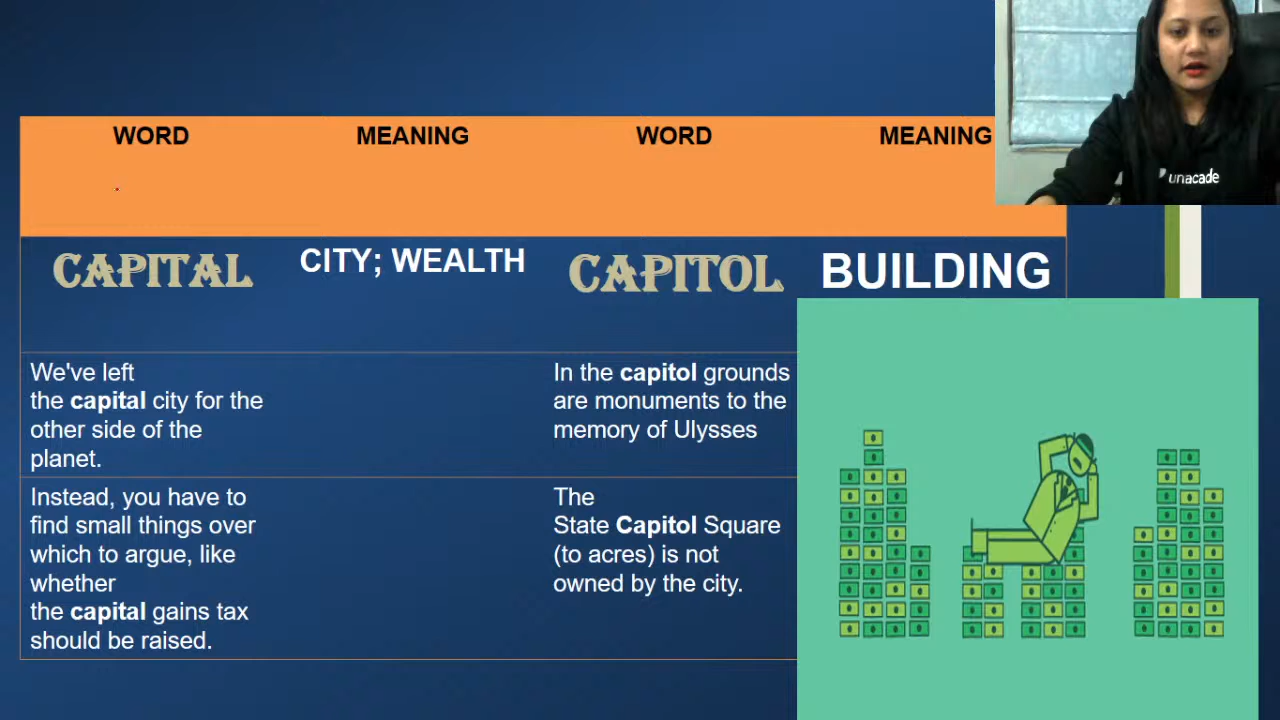 WORD MEANING WORD MEANING
CAPITAL CITY; WEALTH CAPITOL BUILDING
We've left
the capital city for the
other side of the
planet.
In the capitol grounds
are monuments to the
memory of Ulysses
Instead, you have to
find small things over
which to argue, like
whether
the capital gains tax
should be raised.
The
State Capitol Square
(to acres) is not
owned by the city.
unacade